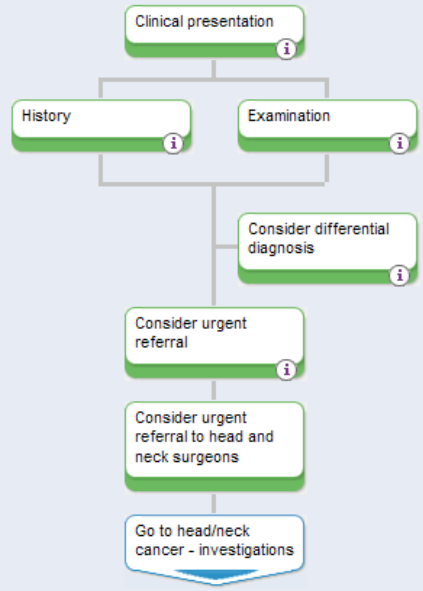 Clinical presentation
i
History
i
Examination
i
Consider differential
diagnosis
i
Consider urgent
referral
i
Consider urgent
referral to head and
neck surgeons
Go to head/neck
cancer - investigations